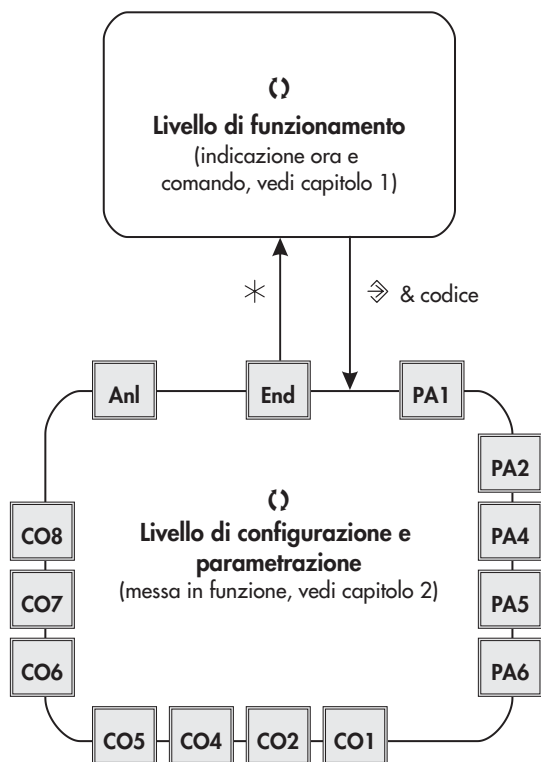 Livello di funzionamento
(indicazione ora e
comando, vedi capitolo 1)
& codice
Anl
End
PA1
PA2
CO8
Livello di configurazione e
parametrazione
(messa in funzione, vedi capitolo 2)
PA4
CO7
PA5
CO6
PA6
CO5
CO4
CO2
CO1